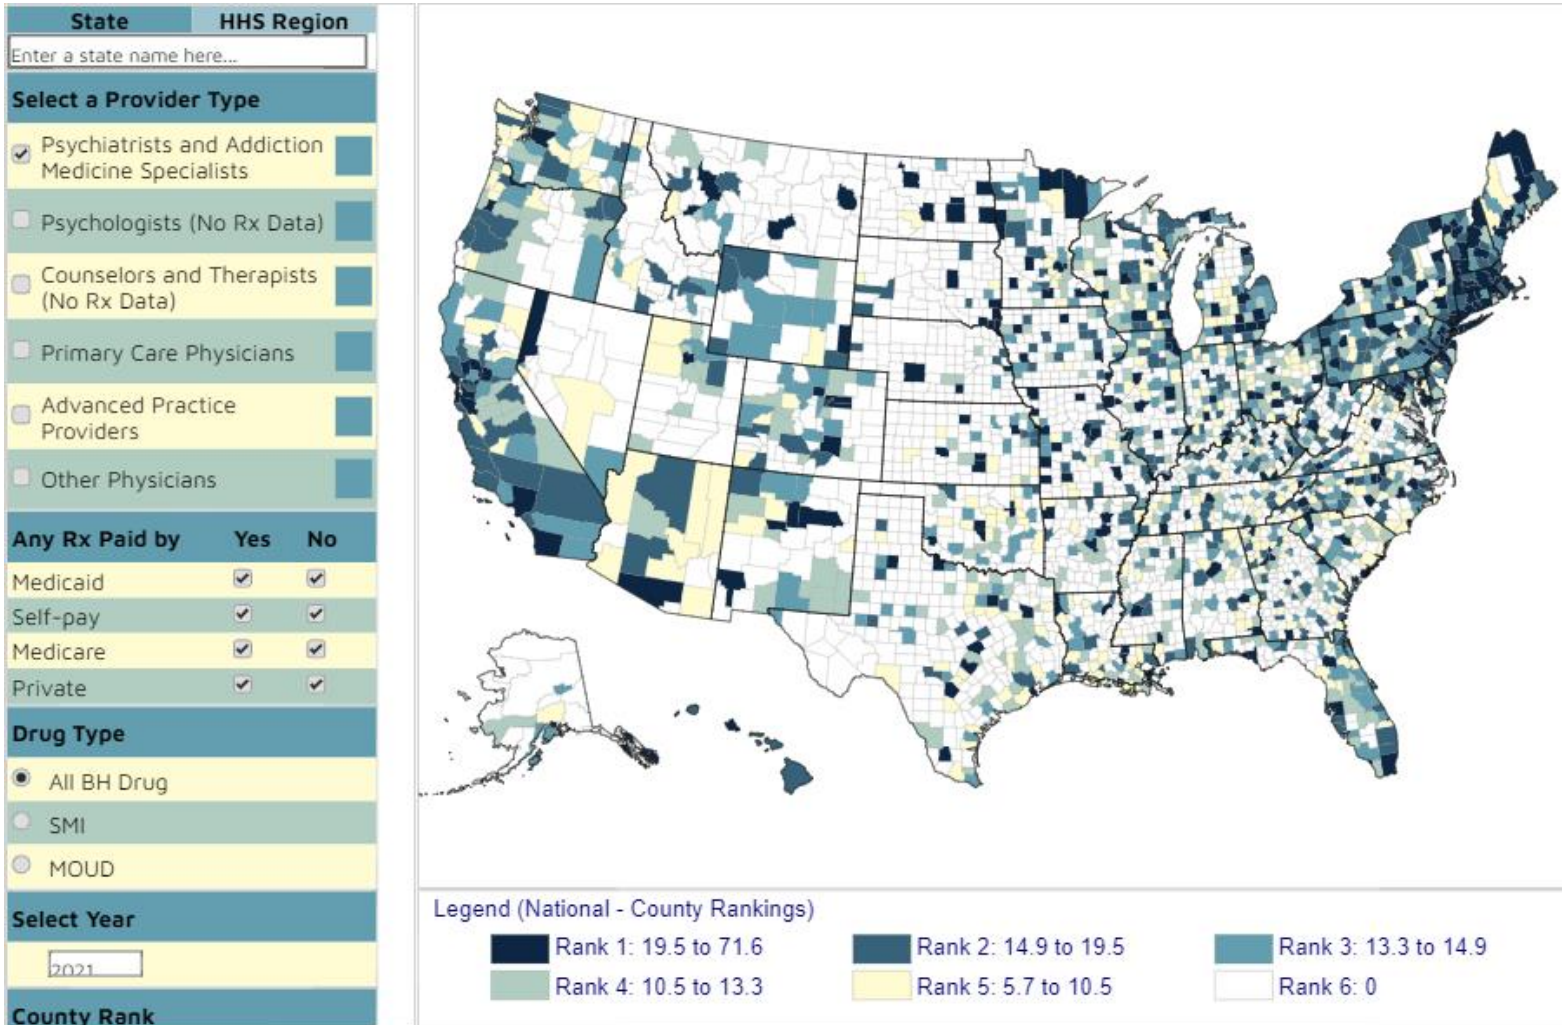 State HHS Region
Enter a state name here...
Select a Provider Type
Psychiatrists and Addiction
Medicine Specialists
Psychologists (No Rx Data)
Counselors and Therapists
(No Rx Data)
Primary Care Physicians
Advanced Practice
Providers
Other Physicians
Any Rx Paid by Yes No
Medicaid
Self-pay
Medicare
Private
Drug Type
All BH Drug
SMI
MOUD
Select Year
2021
County Rank
Legend (National - County Rankings)
Rank 1: 19.5 to 71.6 Rank 2: 14.9 to 19.5 Rank 3: 13.3 to 14.9
Rank 4: 10.5 to 13.3 Rank 5: 5.7 to 10.5 Rank 6: 0